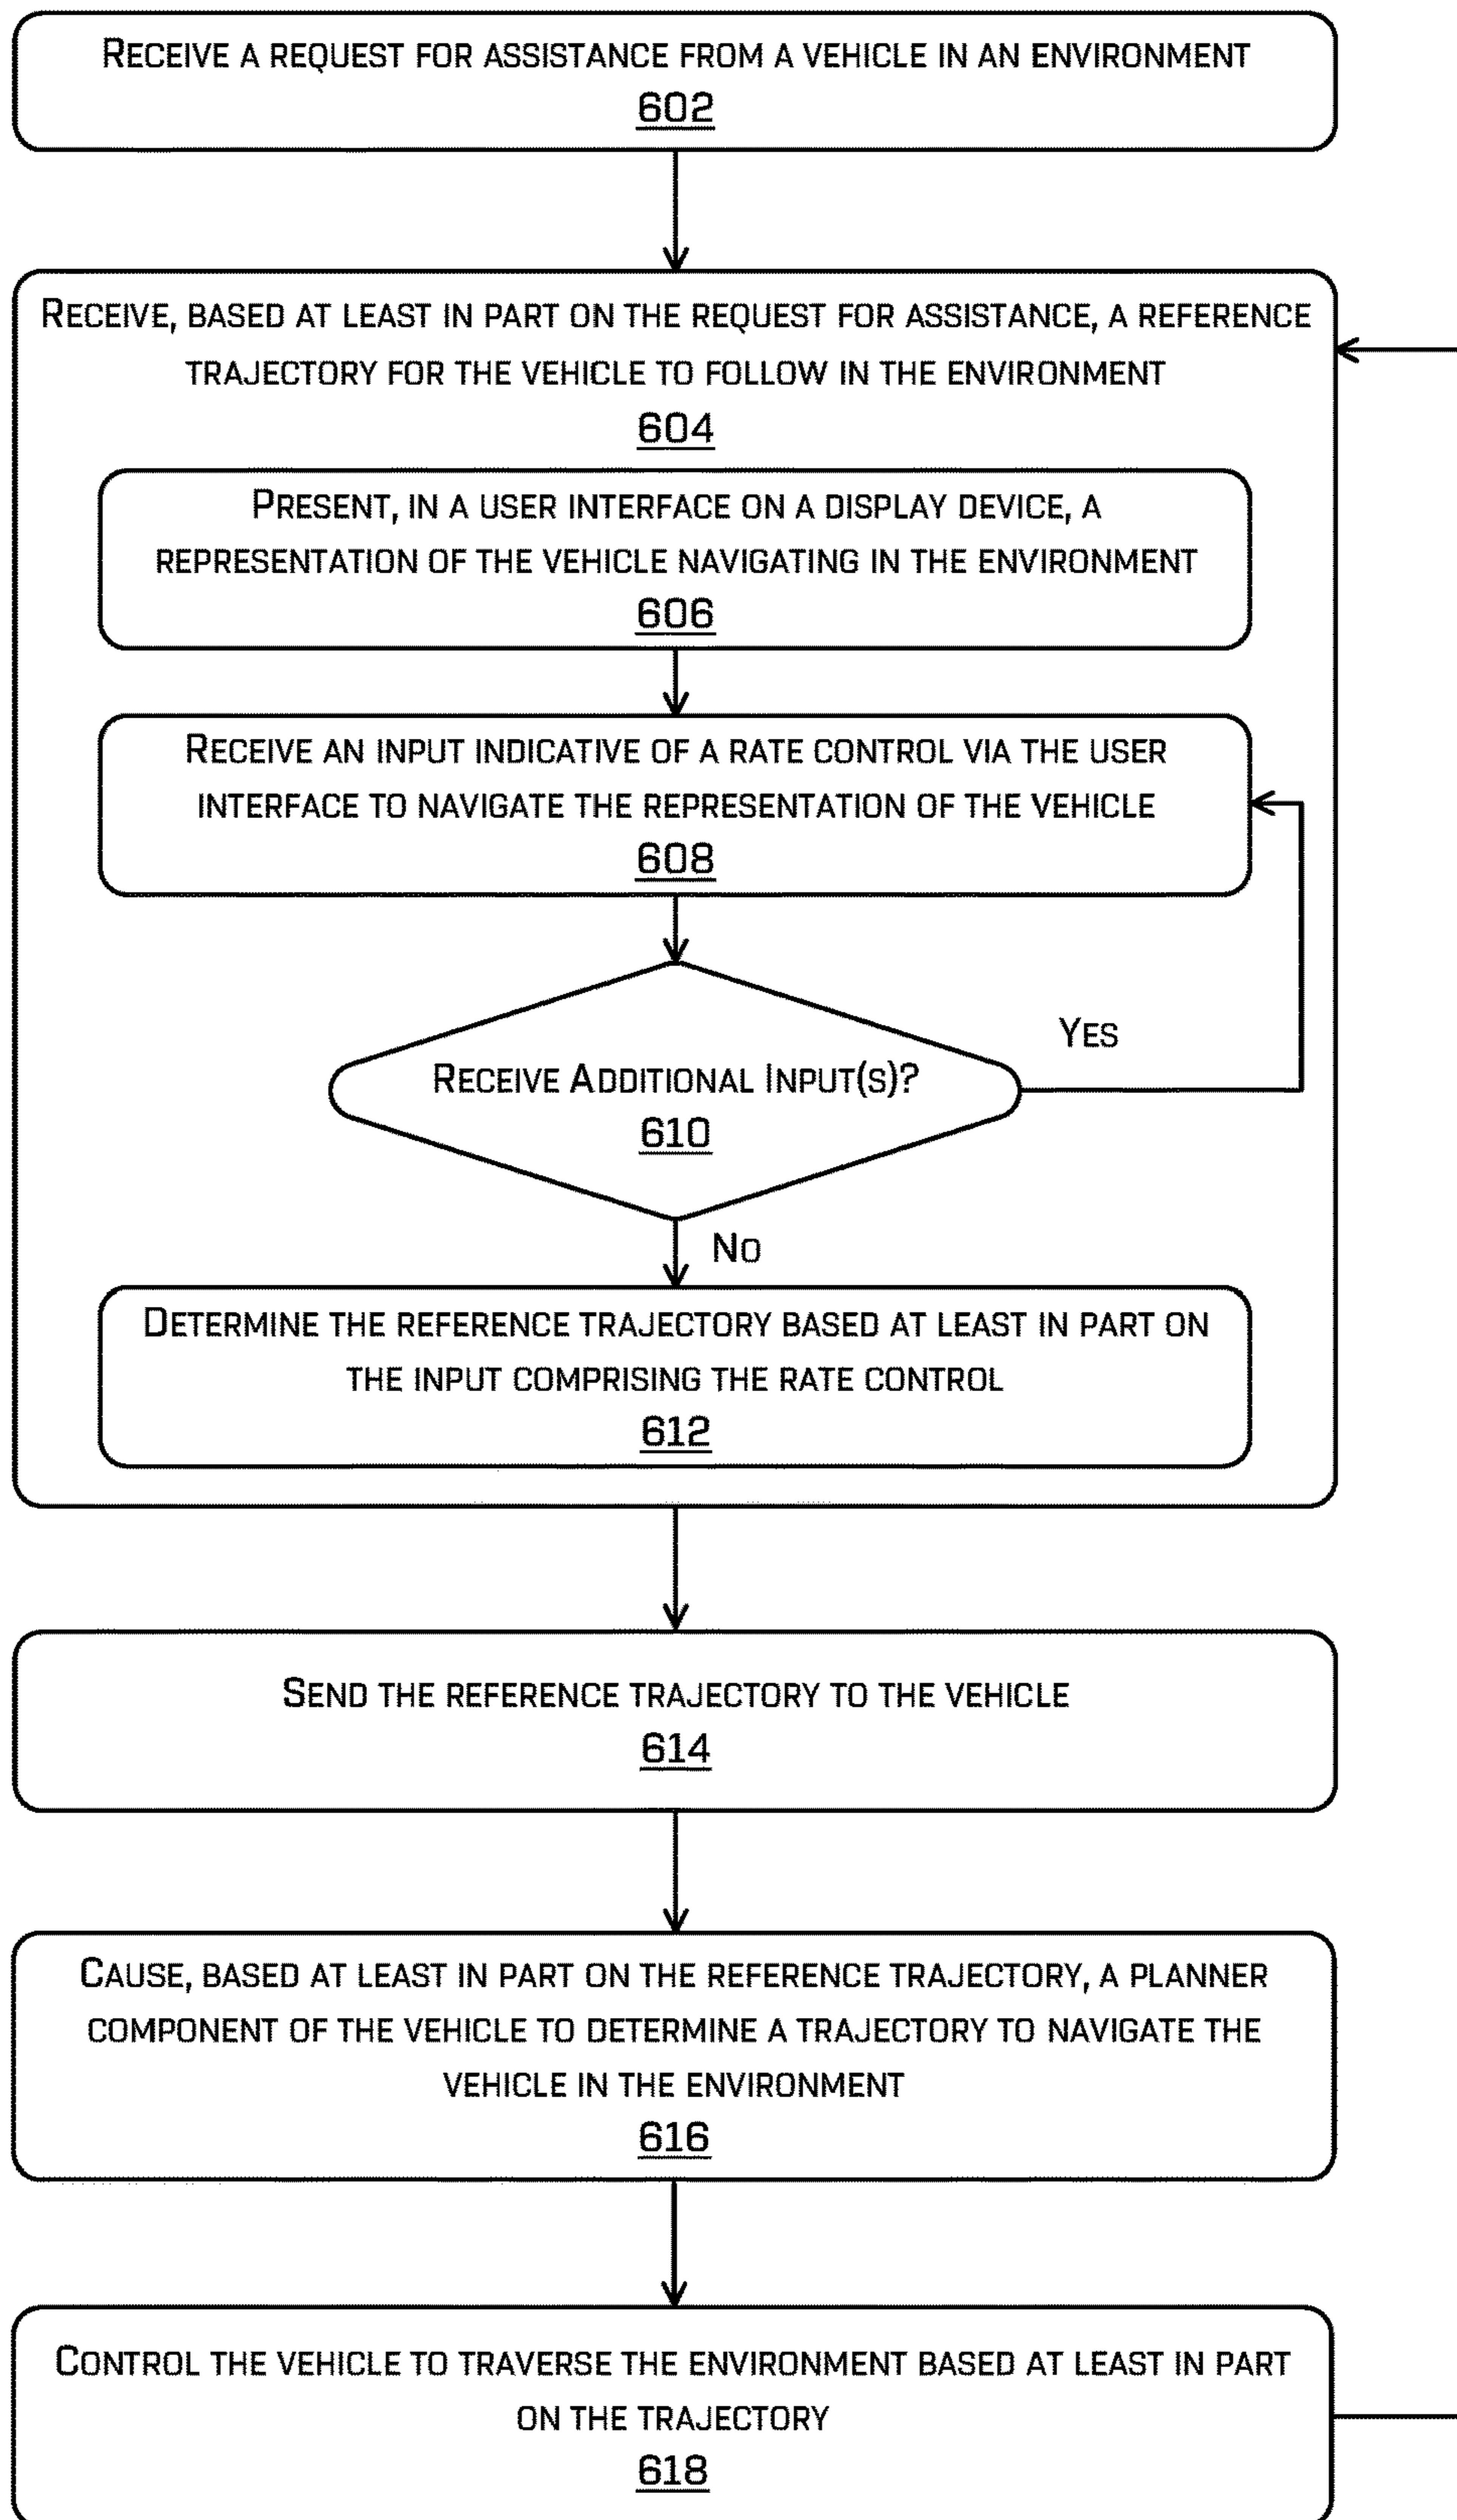 RECEIVE A REQUEST FOR ASSISTANCE FROM A VEHICLE IN AN ENVIRONMENT
602
RECEIVE, BASED AT LEAST IN PART ON THE REQUEST FOR ASSISTANCE, A REFERENCE
TRAJECTORY FOR THE VEHICLE TO FOLLOW IN THE ENVIRONMENT
604
PRESENT, IN A USER INTERFACE ON A DISPLAY DEVICE, A
REPRESENTATION OF THE VEHICLE NAVIGATING IN THE ENVIRONMENT
606
RECEIVE AN INPUT INDICATIVE OF A RATE CONTROL VIA THE USER
INTERFACE TO NAVIGATE THE REPRESENTATION OF THE VEHICLE
608
YES
RECEIVE ADDITIONAL INPUT(S)?
610
NO
DETERMINE THE REFERENCE TRAJECTORY BASED AT LEAST IN PART ON
THE INPUT COMPRISING THE RATE CONTROL
612
SEND THE REFERENCE TRAJECTORY TO THE VEHICLE
614
CAUSE, BASED AT LEAST IN PART ON THE REFERENCE TRAJECTORY, A PLANNER
COMPONENT OF THE VEHICLE TO DETERMINE A TRAJECTORY TO NAVIGATE THE
VEHICLE IN THE ENVIRONMENT
616
CONTROL THE VEHICLE TO TRAVERSE THE ENVIRONMENT BASED AT LEAST IN PART
ON THE TRAJECTORY
618